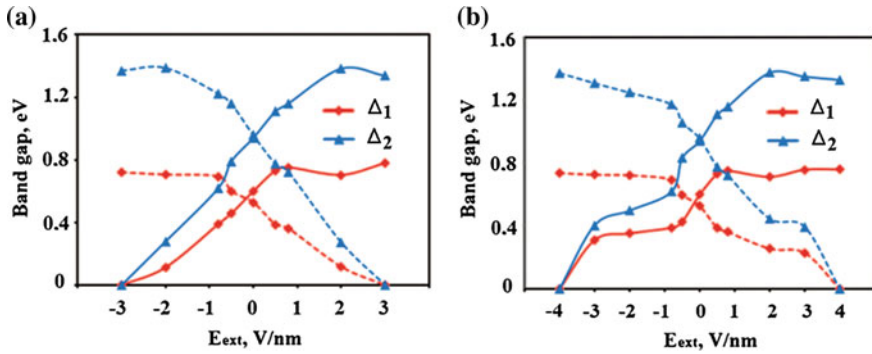 (a)
Band gap, eV
1.6
1.2
0.8
0.4
0
Δ1
Δ2
-3 -2 -1 0 1 2 3
Eext, V/nm
(b)
Band gap, eV
1.6
1.2
0.8
0.4
0
Δ1
Δ2
-4 -3 -2 -1 0 1 2 3 4
Eext, V/nm